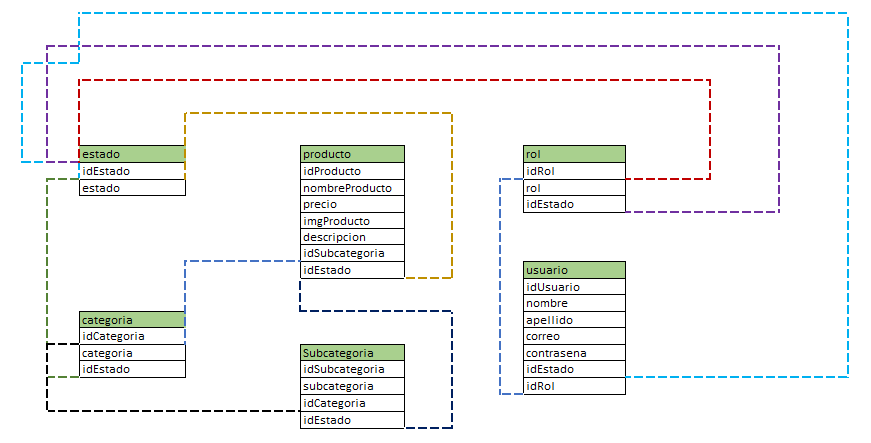 estado
idEstado
estado
producto
idProducto
nombreProducto
precio
imgProducto
descripcion
idSubcategoria
idEstado
rol
idRol
rol
idEstado
usuario
idUsuario
nombre
apellido
correo
contrasena
idEstado
idRol
categoria
idCategoria
categoria
idEstado
Subcategoria
idSubcategoria
subcategoria
idCategoria
idEstado